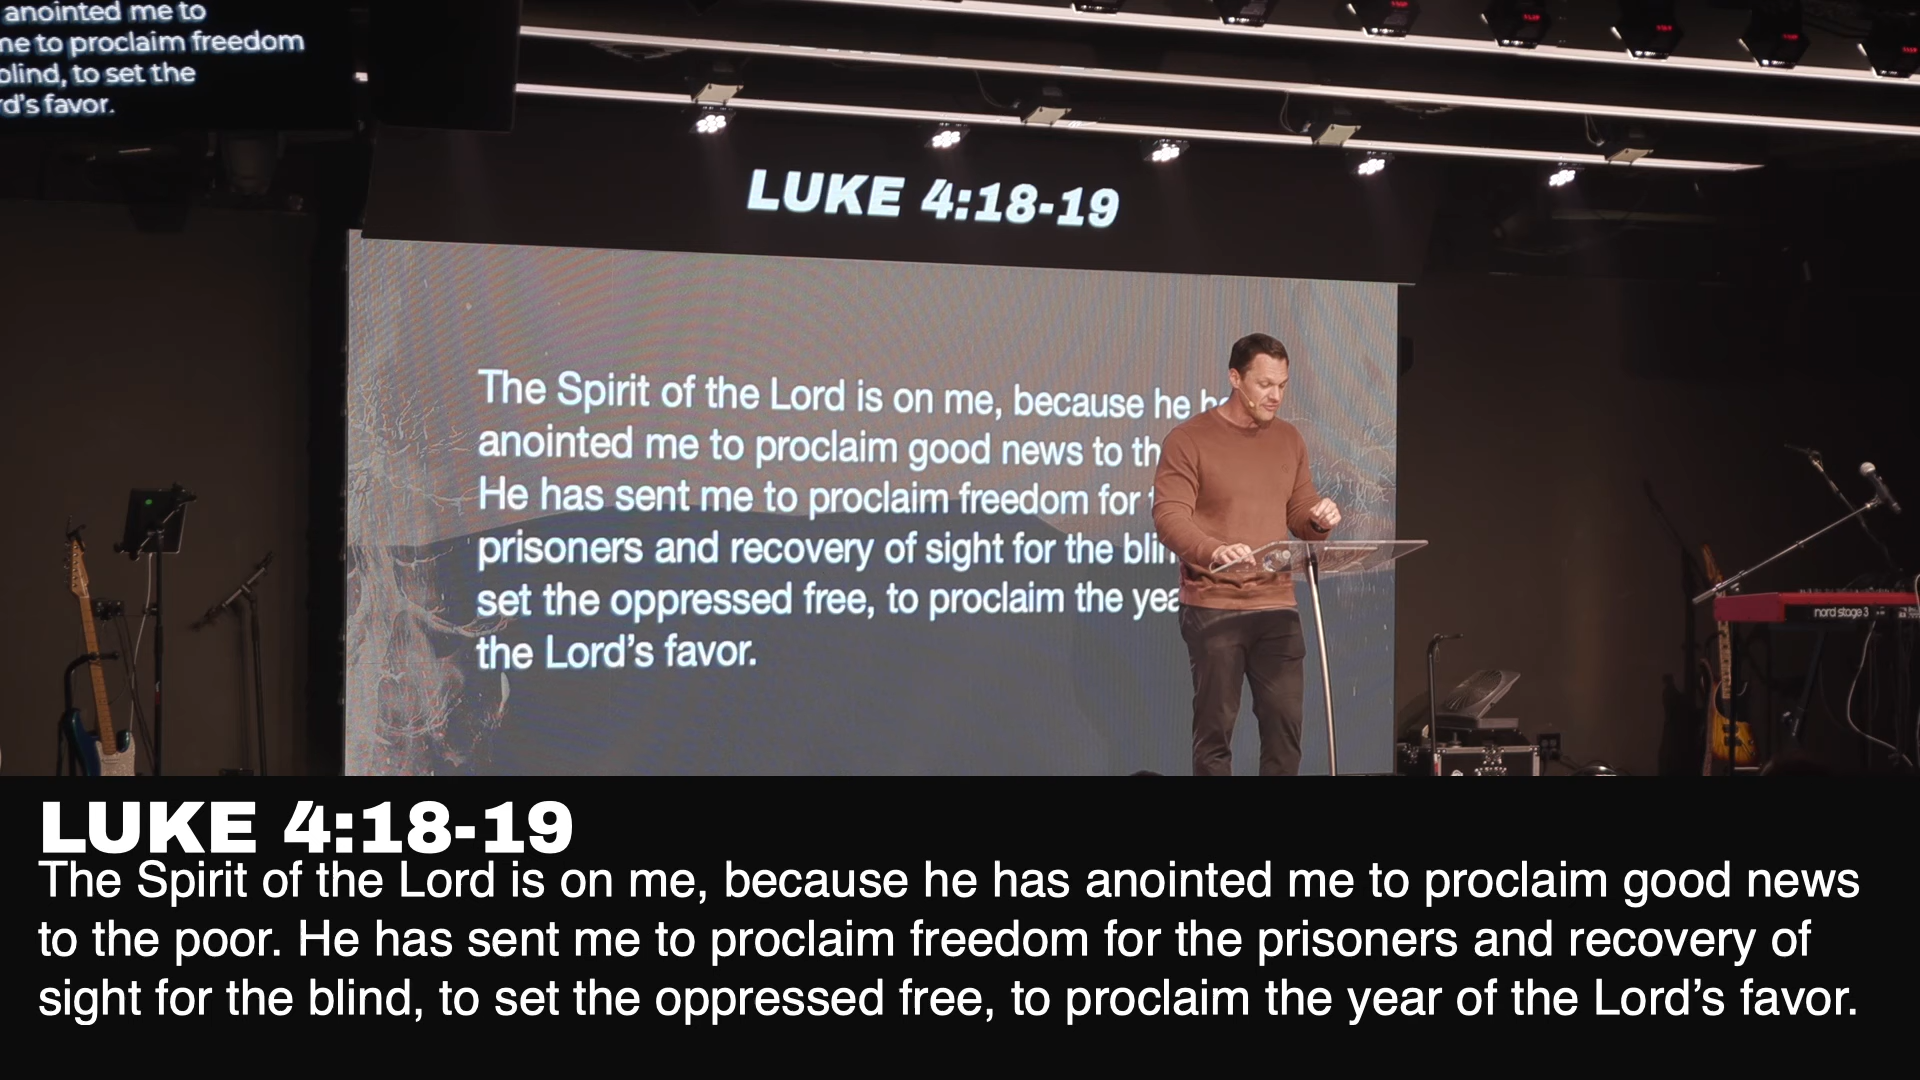 anointed me to
me to proclaim freedom
blind, to set the
rd's favor.
LUKE 4:18-19
The Spirit of the Lord is on me, because he
anointed me to proclaim good news to
He has sent me to proclaim freedom for
prisoners and recovery of sight for the
set the oppressed free, to proclaim the
the Lord's favor.
nord stage 3
LUKE 4:18-19
The Spirit of the Lord is on me, because he has anointed me to proclaim good news
to the poor. He has sent me to proclaim freedom for the prisoners and recovery of
sight for the blind, to set the oppressed free, to proclaim the year of the Lord's favor.